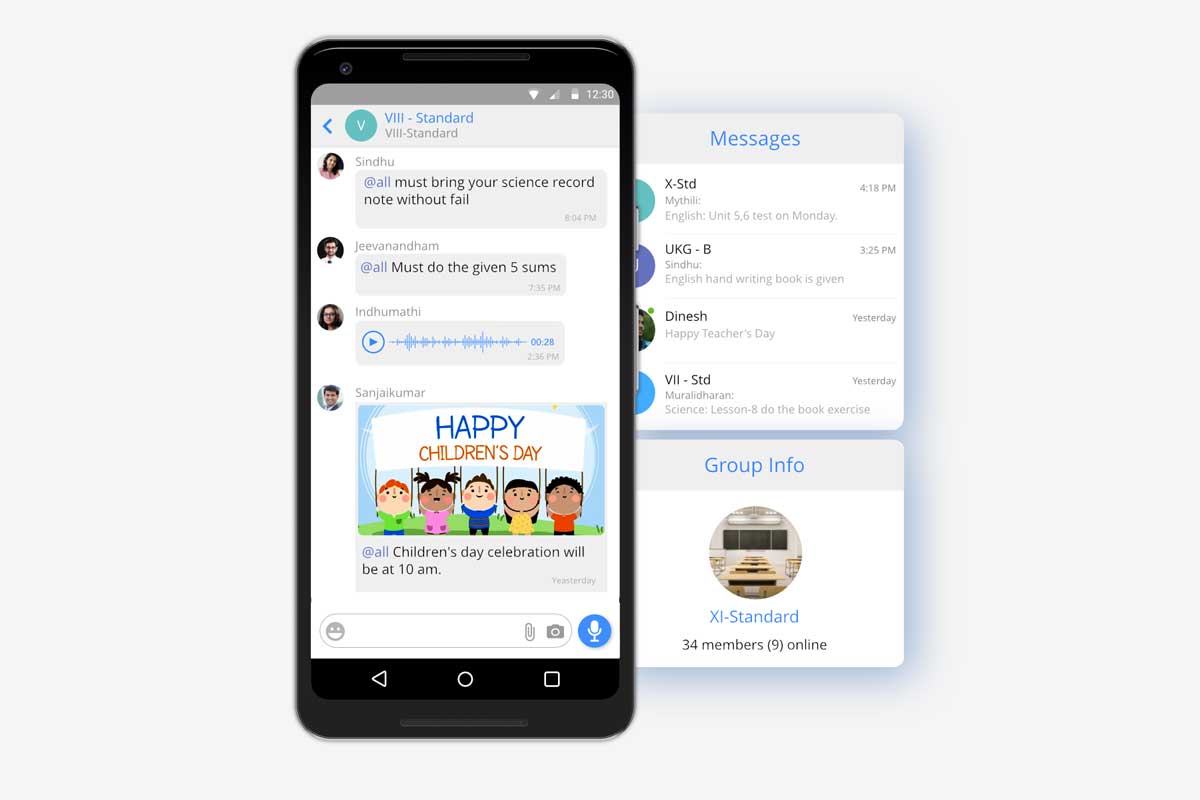 12:30
V
VIII - Standard
VIII-Standard
Sindhu
@all must bring your science record
note without fail
8:04 PM
Jeevanandham
@all Must do the given 5 sums
7:35 PM
Indhumathi
00:28
2:36 PM
Sanjaikumar
HAPPY
CHILDREN'S DAY
@all Children's day celebration will
be at 10 am.
Yeasterday
Messages
X-Std
4:18 PM
Mythili:
English: Unit 5,6 test on Monday.
UKG - B
3:25 PM
Sindhu:
English hand writing book is given
Dinesh
Yesterday
Happy Teacher's Day
VII - Std
Yesterday
Muralidharan:
Science: Lesson-8 do the book exercise
Group Info
XI-Standard
34 members (9) online